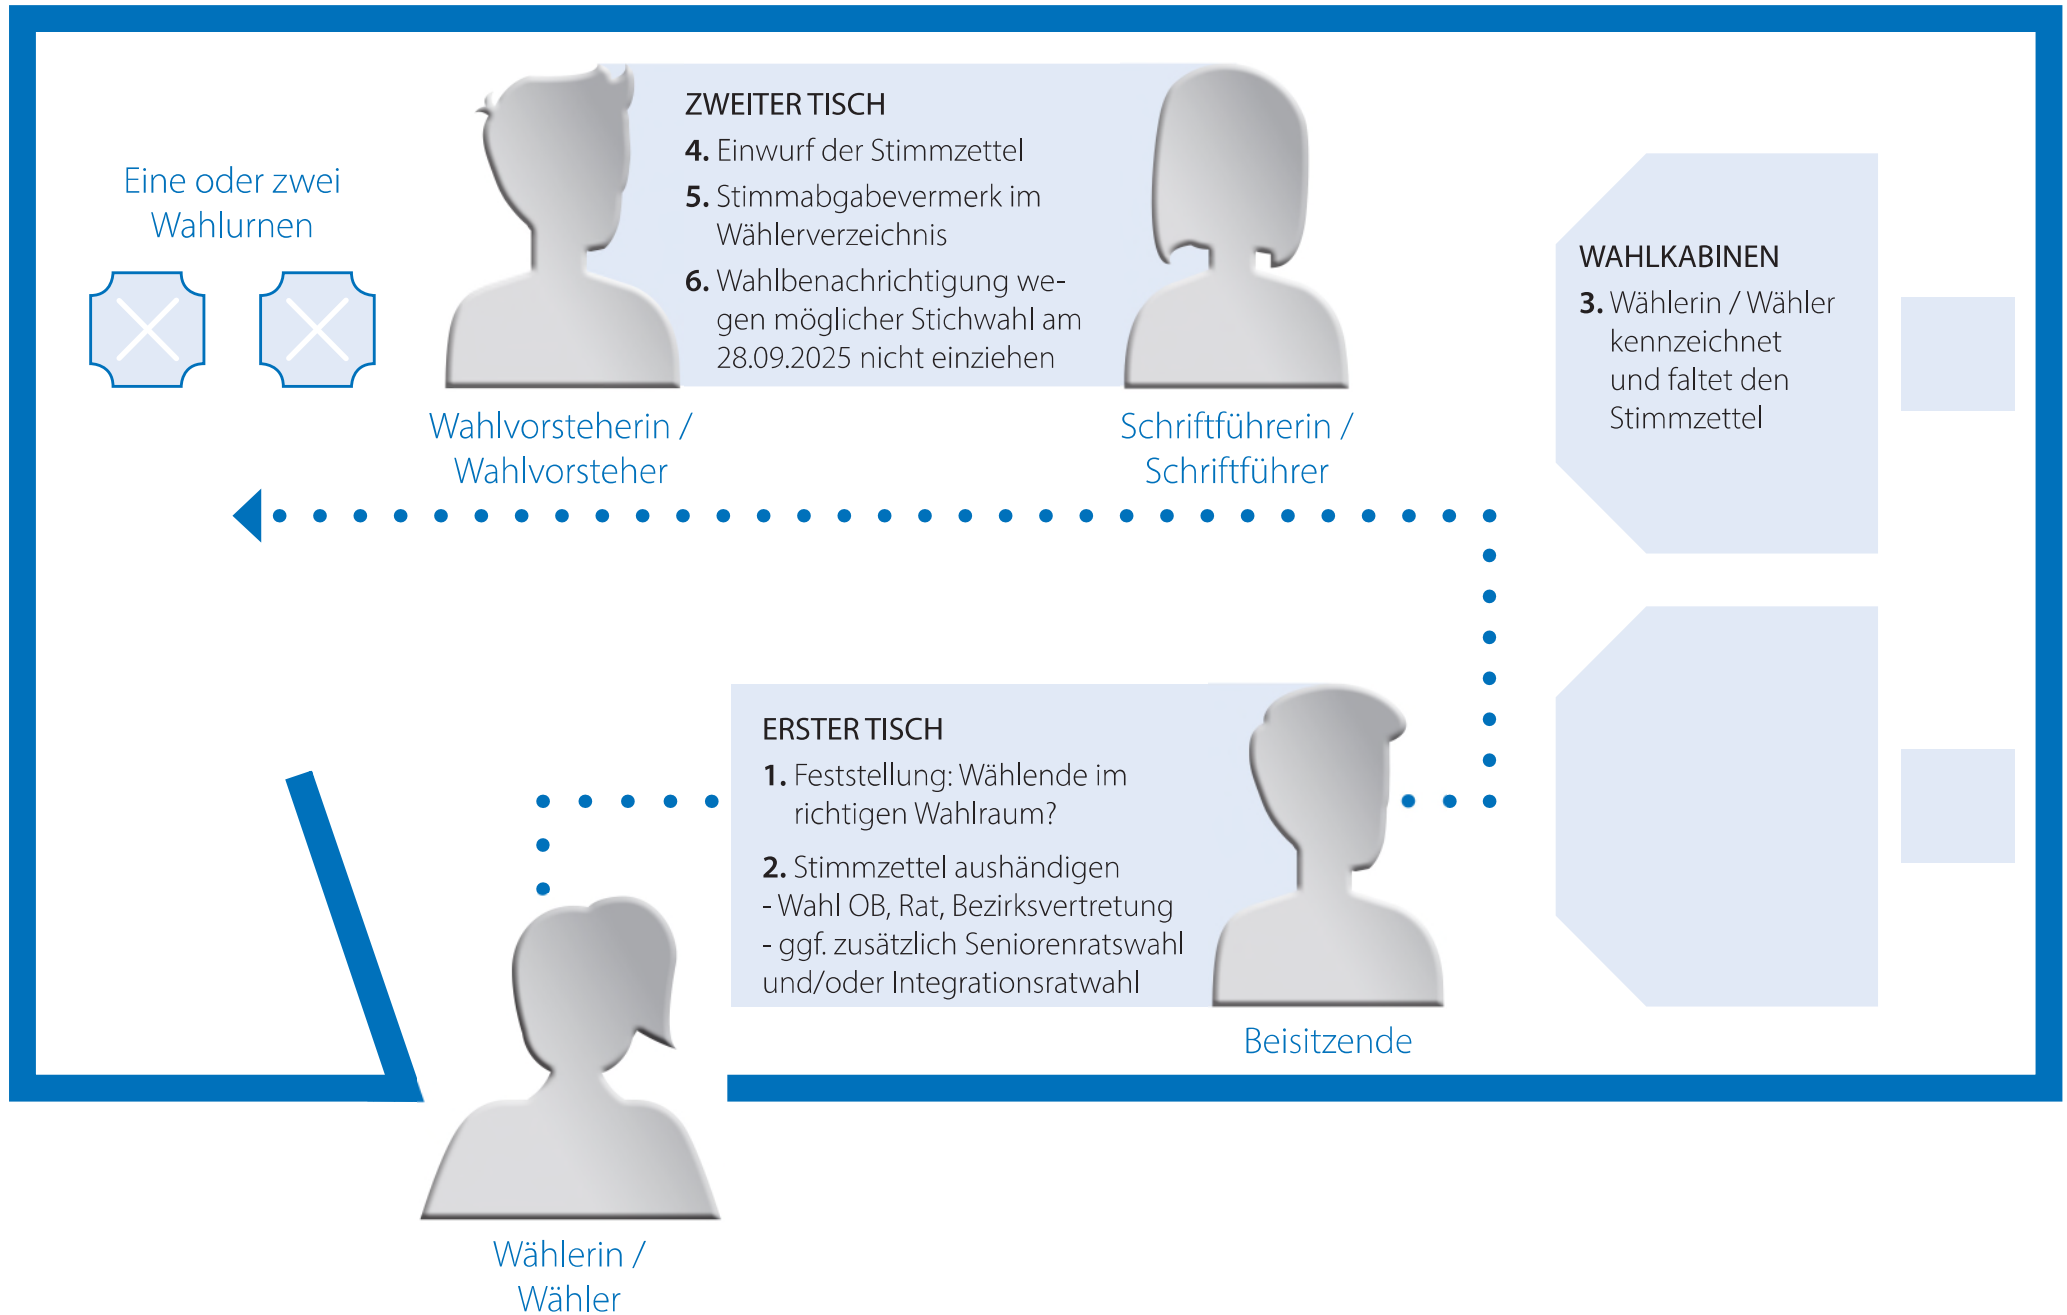 Eine oder zwei
Wahlurnen
ZWEITER TISCH
4. Einwurf der Stimmzettel
5. Stimmabgabevermerk im
Wählerverzeichnis
6. Wahlbenachrichtigung we-
gen möglicher Stichwahl am
28.09.2025 nicht einziehen
Wahlvorsteherin /
Wahlvorsteher
Schriftführerin /
Schriftführer
WAHLKABINEN
3. Wählerin / Wähler
kennzeichnet
und faltet den
Stimmzettel
ERSTER TISCH
1. Feststellung: Wählende im
richtigen Wahlraum?
2. Stimmzettel aushändigen
- Wahl OB, Rat, Bezirksvertretung
- ggf. zusätzlich Seniorenratswahl
und/oder Integrationsratwahl
Beisitzende
Wählerin /
Wähler